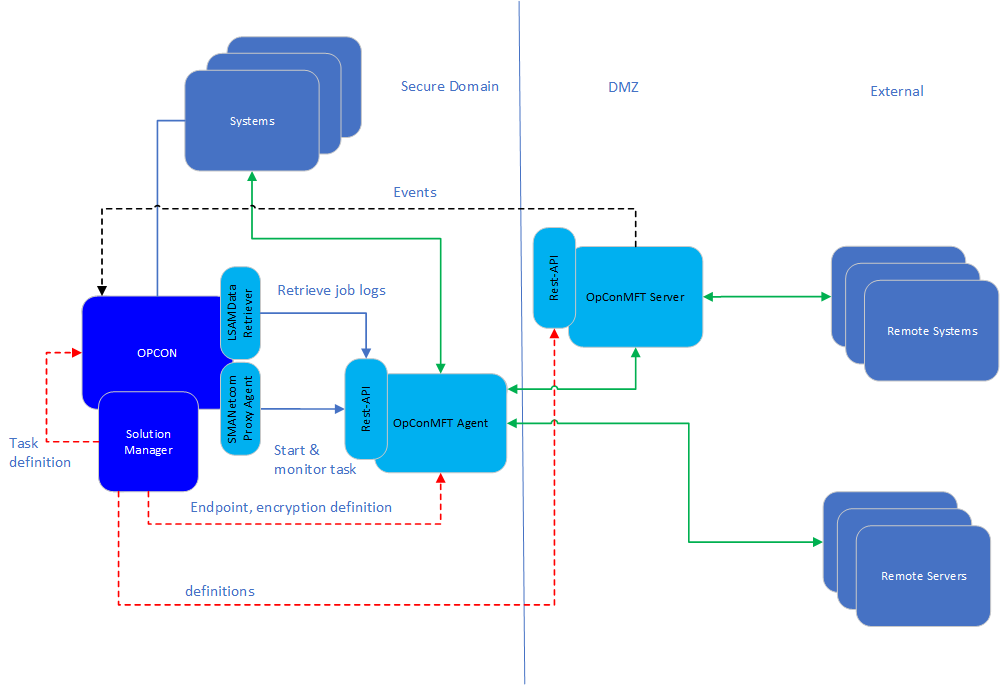 Secure Domain
DMZ
External
Systems
Events
Rest-API
OpConMFT Server
LSAMData
Retriever
Retrieve job logs
Remote Systems
OPCON
SMANetcom
Proxy Agent
Rest-API
OpConMFT Agent
Solution
Manager
Task
definition
Start &
monitor task
Endpoint, encryption definition
Remote Servers
definitions